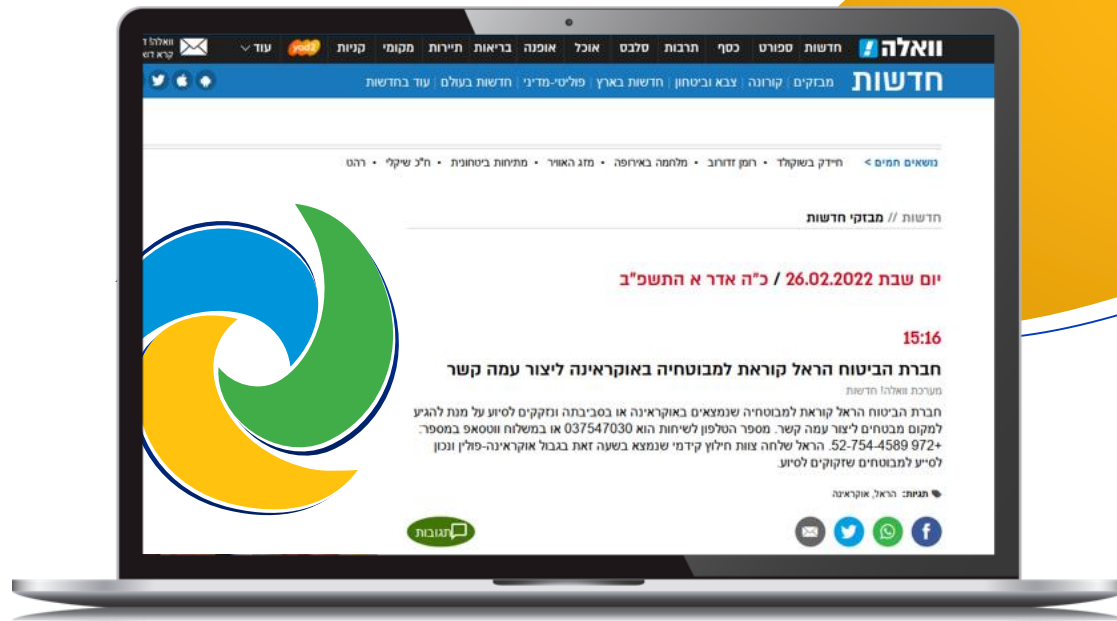 וואלה! חדשות ספורט כסף תרבות סלבס אוכל אופנה בריאות תיירות מקומי קניות yad2 עוד
חדשות מבזקים | קורונה | צבא וביטחון | חדשות בארץ | פוליטי-מדיני | חדשות בעולם | עוד בחדשות
נושאים חמים > חיידק בשוקולד • רומן זדורוב • מלחמה באירופה • מזג האוויר • מתיחות ביטחונית • ח"כ שיקלי • רהט
חדשות // מבזקי חדשות
יום שבת 26.02.2022 / כ"ה אדר א התשפ"ב
15:16
חברת הביטוח הראל קוראת למבוטחיה באוקראינה ליצור עמה קשר
מערכת וואלה! חדשות
חברת הביטוח הראל קוראת למבוטחיה שנמצאים באוקראינה או בסביבתה ונזקקים לסיוע על מנת להגיע
למקום מבטחים ליצור עמה קשר. מספר הטלפון לשיחות הוא 037547030 או במשלוח ווטסאפ במספר:
+972 52-754-4589. הראל שלחה צוות חילוץ קידמי שנמצא בשעה זאת בגבול אוקראינה-פולין ונכון
לסייע למבוטחים שזקוקים לסיוע.
תגיות: הראל, אוקראינה
תגובות